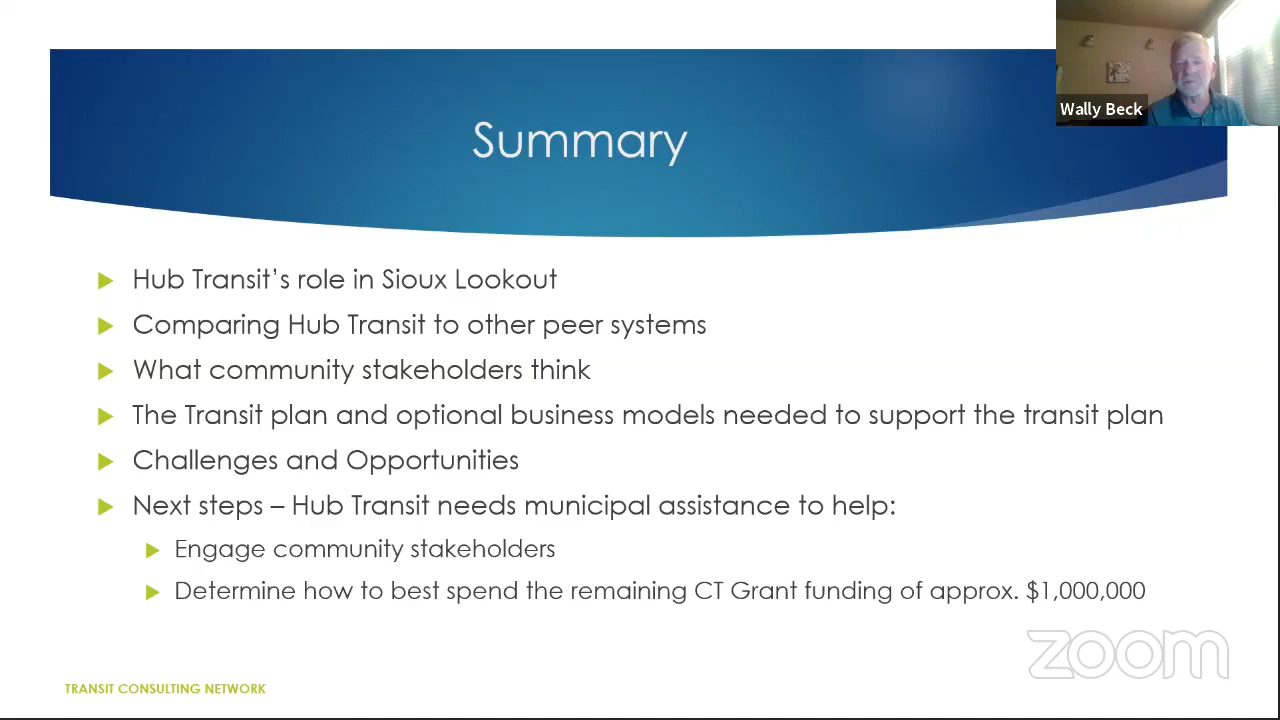 Wally Beck
Summary
Hub Transit's role in Sioux Lookout
Comparing Hub Transit to other peer systems
What community stakeholders think
The Transit plan and optional business models needed to support the transit plan
Challenges and Opportunities
Next steps – Hub Transit needs municipal assistance to help:
Engage community stakeholders
Determine how to best spend the remaining CT Grant funding of approx. $1,000,000
zoom
TRANSIT CONSULTING NETWORK